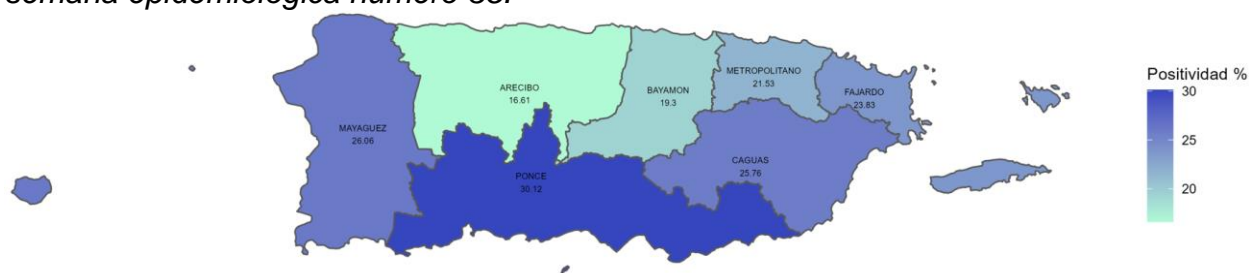 semana epidemiológica número
Positividad %
30
25
20
METROPOLITANO
21.53
ARECIBO
16.61
BAYAMON
19.3
FAJARDO
23.83
MAYAGUEZ
26.06
CAGUAS
25.76
PONCE
30.12